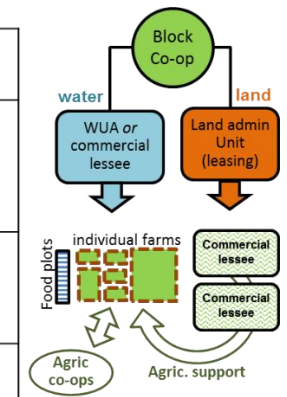 Block
Co-op
water
land
WUA or
commercial
lessee
Land admin
Unit
(leasing)
individual farms
Food plots
Commercial
lessee
Commercial
lessee
Agric
co-ops
Agric. support